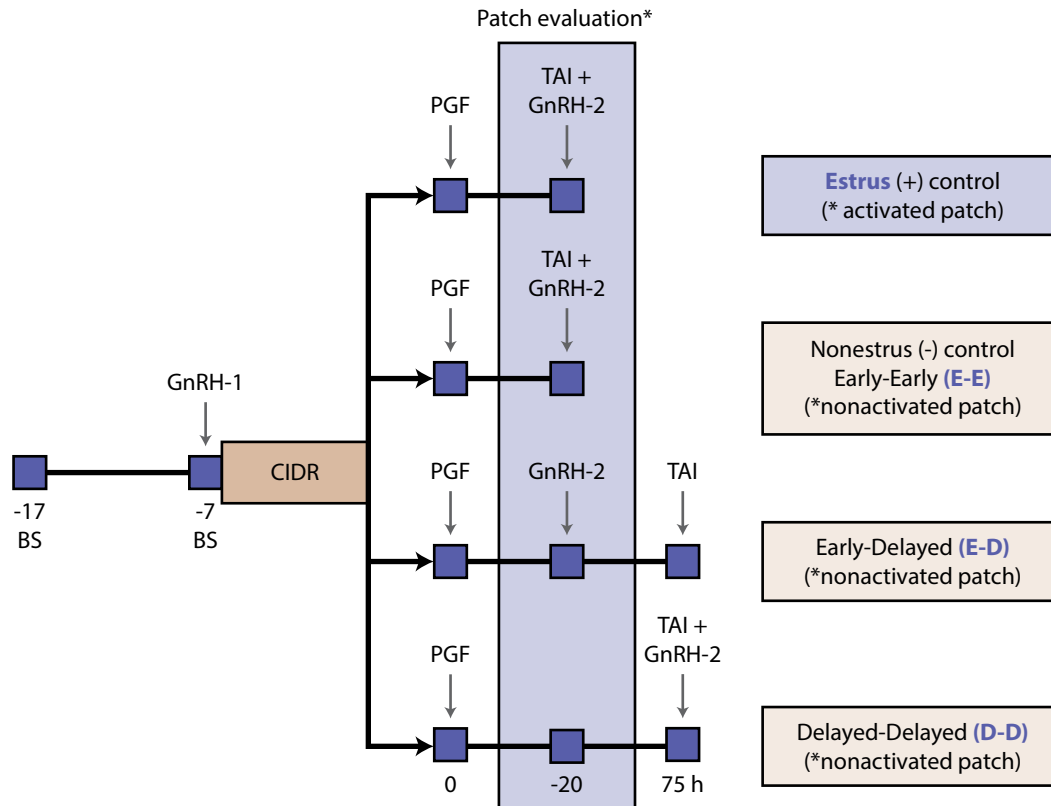 Patch evaluation*
PGF
TAI +
GnRH-2
Estrus (+) control
(* activated patch)
PGF
TAI +
GnRH-2
Nonestrus (-) control
Early-Early (E-E)
(*nonactivated patch)
GnRH-1
CIDR
-17
BS
-7
BS
PGF
GnRH-2
TAI
Early-Delayed (E-D)
(*nonactivated patch)
PGF
TAI +
GnRH-2
Delayed-Delayed (D-D)
(*nonactivated patch)
0
-20
75 h